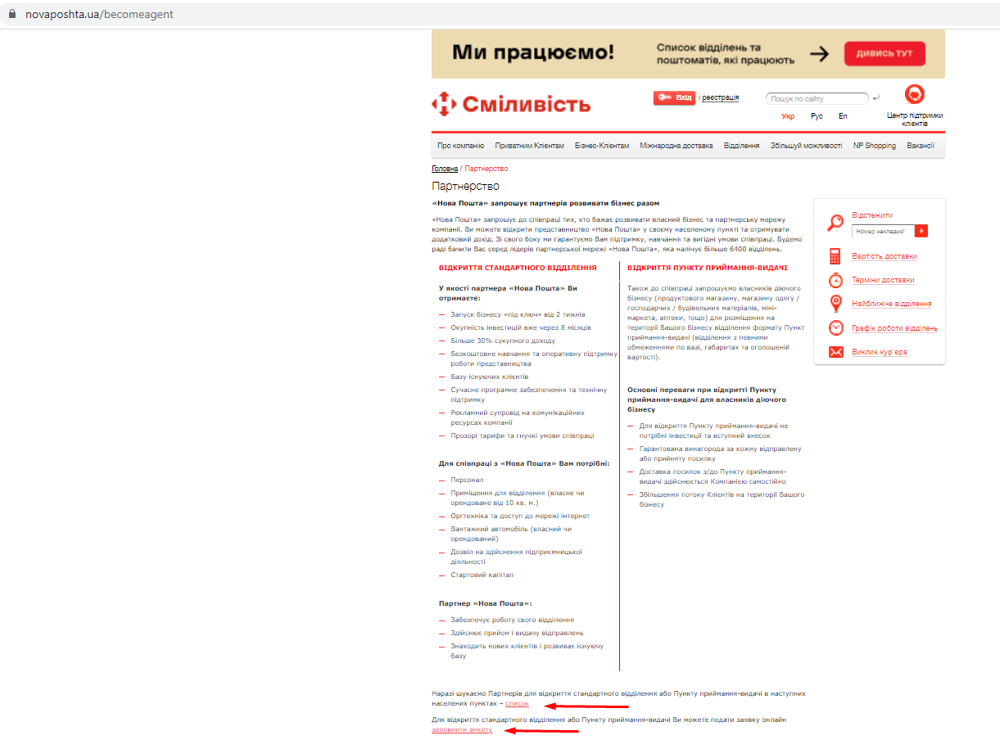 novaposhta.ua/becomeagent
Ми працюємо!
Список відділень та
поштоматів, які працюють
ДИВИСЬ ТУТ
Сміливість
Вхід і реєстрація
Пошук по сайту
Укр Рус En
Центр підтримки
клієнтів
Про компанію Приватним Клієнтам Бізнес-Клієнтам Міжнародна доставка Відділення Збільшуй можливості NP Shopping Вакансії
Головна / Партнерство
Партнерство
«Нова Пошта» запрошує партнерів розвивати бізнес разом
«Нова Пошта» запрошує до співпраці тих, хто бажає розвивати власний бізнес та партнерську мережу
компанії. Ви можете відкрити представництво «Нова Пошта» у своєму населеному пункті та отримувати
додатковий дохід. Зі свого боку ми гарантуємо Вам підтримку, навчання та вигідні умови співпраці. Будемо
раді бачити Вас серед лідерів партнерської мережі «Нова Пошта», яка налічує більше 6400 відділень.
ВІДКРИТТЯ СТАНДАРТНОГО ВІДДІЛЕННЯ
У якості партнера «Нова Пошта» Ви
отримаєте:
— Запуск бізнесу «під ключ» від 2 тижнів
— Окупність інвестицій вже через 8 місяців
— Більше 30% сукупного доходу
— Безкоштовне навчання та оперативну підтримку
роботи представництва
— Базу існуючих клієнтів
— Сучасне програмне забезпечення та технічну
підтримку
— Рекламний супровід на комунікаційних
ресурсах компанії
— Прозорі тарифи та гнучкі умови співпраці
Для співпраці з «Нова Пошта» Вам потрібні:
— Персонал
— Приміщення для відділення (власне чи
орендоване від 10 кв. м.)
— Оргтехніка та доступ до мережі інтернет
— Вантажний автомобіль (власний чи
орендований)
— Дозвіл на здійснення підприємницької
діяльності
— Стартовий капітал
Партнер «Нова Пошта»:
— Забезпечує роботу свого відділення
— Здійснює прийом і видачу відправлень
— Знаходить нових клієнтів і розвиває існуючу
базу
ВІДКРИТТЯ ПУНКТУ ПРИЙМАННЯ-ВИДАЧІ
Також до співпраці запрошуємо власників діючого
бізнесу (продуктового магазину, магазину одягу /
господарчих / будівельних матеріалів, міні-
маркета, аптеки, тощо) для розміщення на
території Вашого бізнесу відділення формату Пункт
приймання-видачі (відділення з певними
обмеженнями по вазі, габаритах та оголошеній
вартості).
Основні переваги при відкритті Пункту
приймання-видачі для власників діючого
бізнесу
— Для відкриття Пункту приймання-видачі не
потрібні інвестиції та вступний внесок
— Гарантована винагорода за кожну відправлену
або прийняту посилку
— Доставка посилок з/до Пункту приймання-
видачі здійснюється Компанією самостійно
— Збільшення потоку Клієнтів на території Вашого
бізнесу
Відстежити
Номер накладної
Вартість доставки
Терміни доставки
Найближче відділення
Графік роботи відділень
Виклик кур'єра
Наразі шукаємо Партнерів для відкриття стандартного відділення або Пункту приймання-видачі в наступних
населених пунктах – список
Для відкриття стандартного відділення або Пункту приймання-видачі Ви можете подати заявку онлайн
заповнити анкету